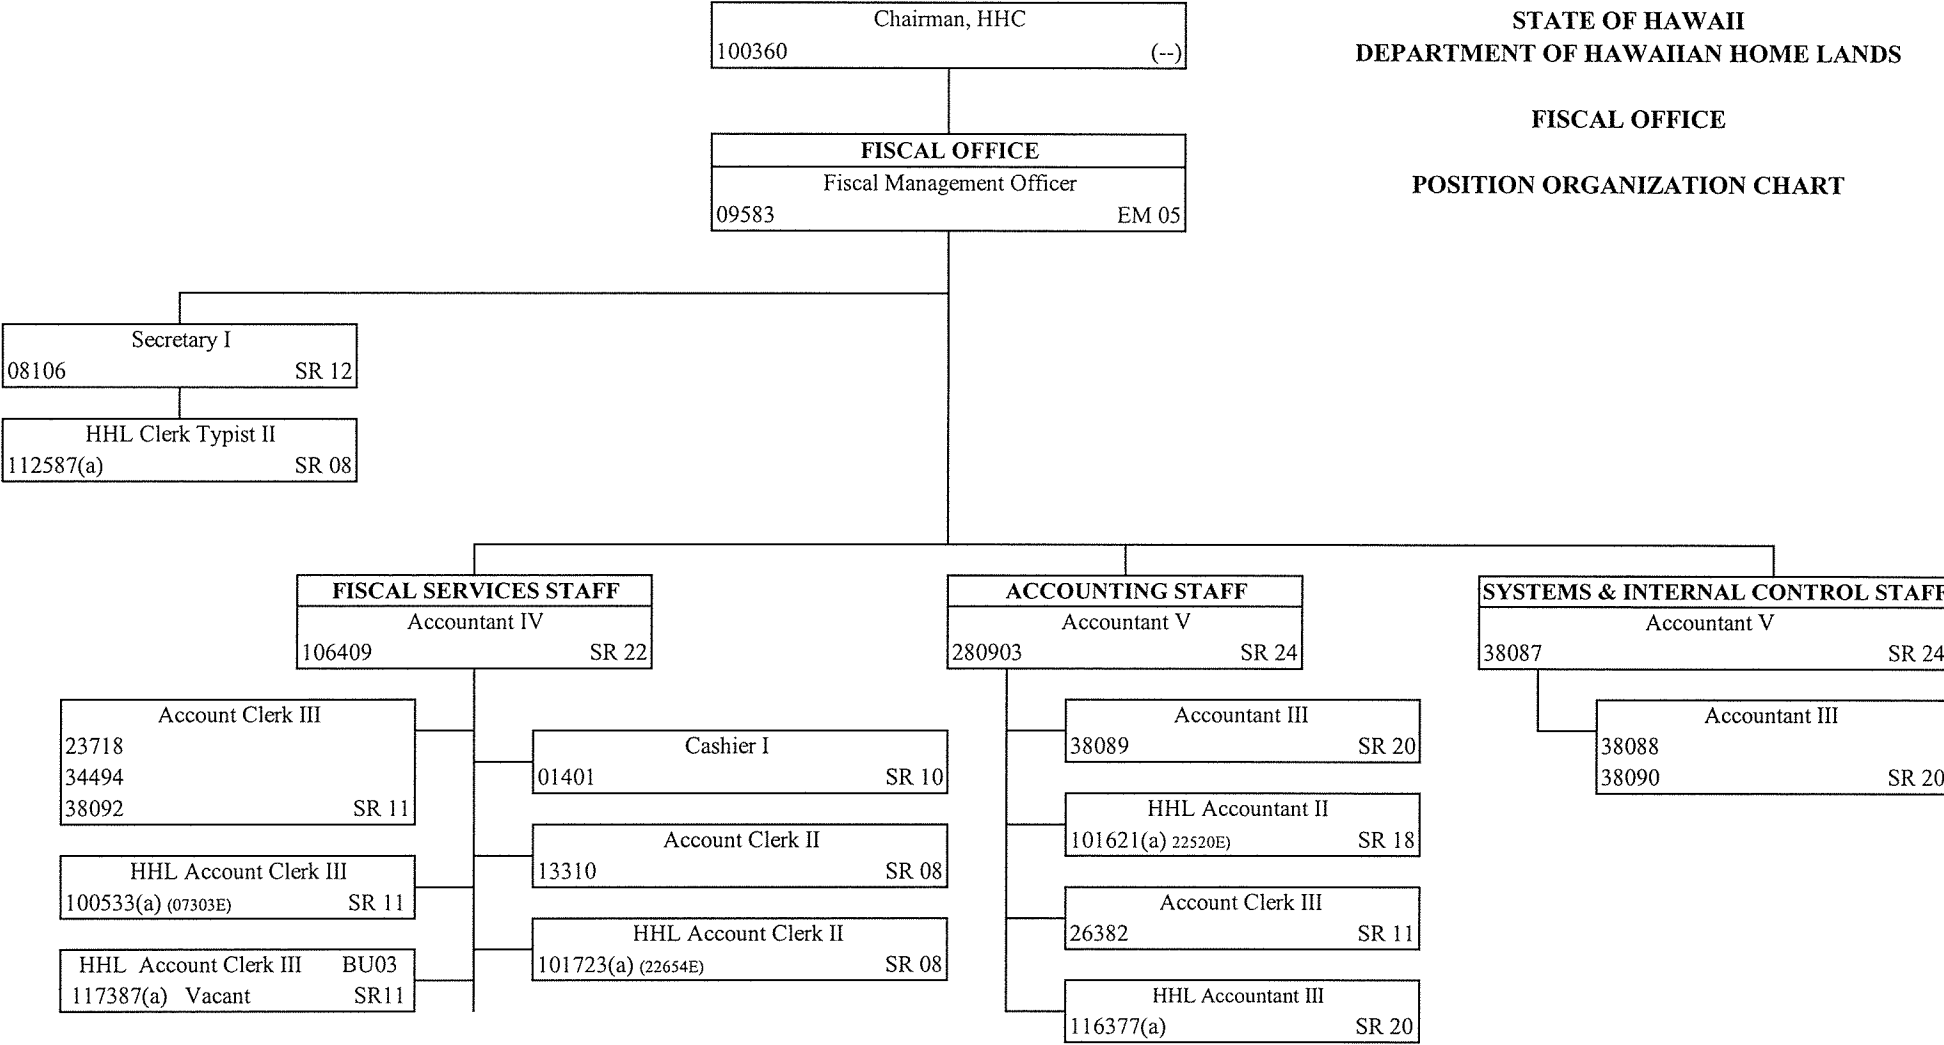 Chairman, HHC
100360 (--)
STATE OF HAWAII
DEPARTMENT OF HAWAIIAN HOME LANDS
FISCAL OFFICE
POSITION ORGANIZATION CHART
FISCAL OFFICE
Fiscal Management Officer
09583 EM 05
Secretary I
08106 SR 12
HHL Clerk Typist II
112587(a) SR 08
FISCAL SERVICES STAFF
Accountant IV
106409 SR 22
Account Clerk III
23718
34494
38092 SR 11
HHL Account Clerk III
100533(a) (07303E) SR 11
HHL Account Clerk III BU03
117387(a) Vacant SR11
Cashier I
01401 SR 10
Account Clerk II
13310 SR 08
HHL Account Clerk II
101723(a) (22654E) SR 08
ACCOUNTING STAFF
Accountant V
280903 SR 24
Accountant III
38089 SR 20
HHL Accountant II
101621(a) 22520E) SR 18
Account Clerk III
26382 SR 11
HHL Accountant III
116377(a) SR 20
SYSTEMS & INTERNAL CONTROL STAFF
Accountant V
38087 SR 24
Accountant III
38088
38090 SR 20